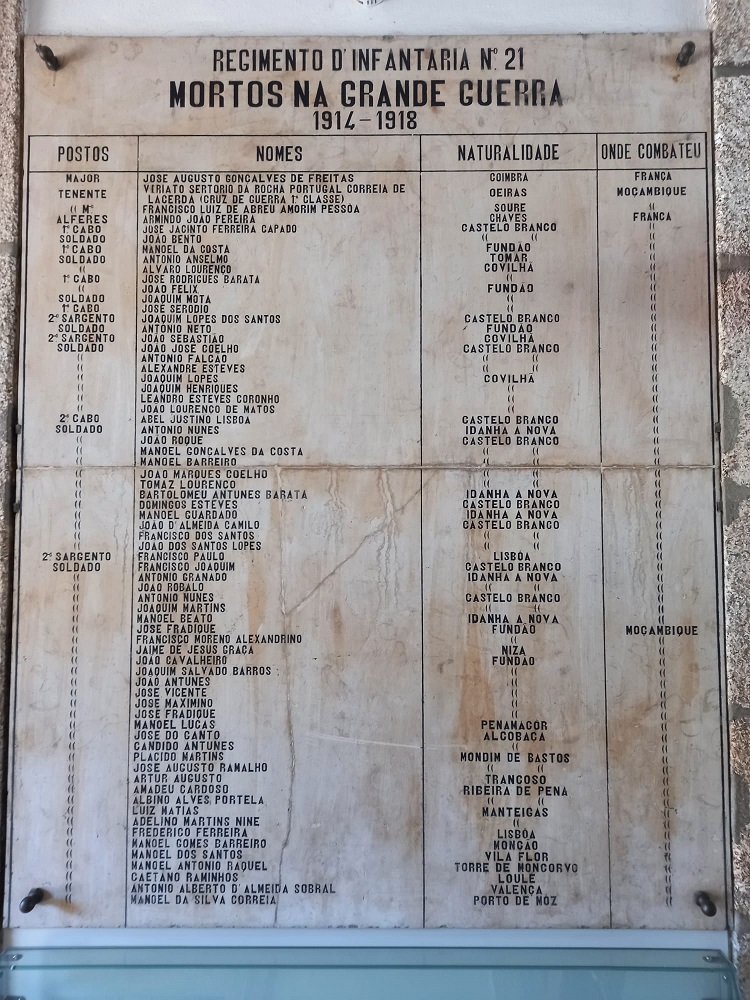 REGIMENTO D'INFANTARIA Nº 21
MORTOS NA GRANDE GUERRA
1914-1918
POSTOS NOMES NATURALIDADE ONDE COMBATEU
MAJOR JOSE AUGUSTO GONCALVES DE FREITAS COIMBRA FRANCA
TENENTE VIRIATO SERTORIO DA ROCHA PORTUGAL CORREIA DE
LACERDA (CRUZ DE GUERRA 1ª CLASSE) OEIRAS MOÇAMBIQUE
(( Mº FRANCISCO LUIZ DE ABREU AMORIM PESSOA SOURE ((
ALFERES ARMINDO JOAO PEREIRA CHAVES FRANCA
1º CABO JOSE JACINTO FERREIRA CAPADO CASTELO BRANCO ((
SOLDADO JOÃO BENTO (( (( ((
1º CABO MANOEL DA COSTA FUNDÃO ((
SOLDADO ANTONIO ANSELMO TOMAR ((
(( ALVARO LOURENCO COVILHÃ ((
1º CABO JOSE RODRIGUES BARATA (( ((
(( JOÃO FELIX FUNDÃO ((
SOLDADO JOAQUIM MOTA (( ((
1º CABO JOSE SERODIO (( ((
2º SARGENTO JOAQUIM LOPES DOS SANTOS CASTELO BRANCO ((
SOLDADO ANTONIO NETO FUNDÃO ((
2º SARGENTO JOÃO SEBASTIÃO COVILHÃ ((
SOLDADO JOÃO JOSE COELHO CASTELO BRANCO ((
(( ANTONIO FALCAO (( (( ((
(( ALEXANDRE ESTEVES (( (( ((
(( JOAQUIM LOPES COVILHÃ ((
(( JOAQUIM HENRIQUES (( ((
(( LEANDRO ESTEVES CORONHO (( ((
(( JOÃO LOURENCO DE MATOS (( ((
2º CABO ABEL JUSTINO LISBOA CASTELO BRANCO ((
SOLDADO ANTONIO NUNES IDANHA A NOVA ((
(( JOÃO ROQUE CASTELO BRANCO ((
(( MANOEL GONCALVES DA COSTA (( (( ((
(( MANOEL BARREIRO (( (( ((
(( JOAO MARQUES COELHO (( (( ((
(( TOMAZ LOURENCO (( (( ((
(( BARTOLOMEU ANTUNES BARATA IDANHA A NOVA ((
(( DOMINGOS ESTEVES CASTELO BRANCO ((
(( MANOEL GUARDADO IDANHA A NOVA ((
(( JOÃO D'ALMEIDA CAMILO CASTELO BRANCO ((
(( FRANCISCO DOS SANTOS (( (( ((
(( JOÃO DOS SANTOS LOPES (( (( ((
2º SARGENTO FRANCISCO PAULO LISBOA ((
SOLDADO FRANCISCO JOAQUIM CASTELO BRANCO ((
(( ANTONIO GRANADO IDANHA A NOVA ((
(( JOÃO ROBALO (( (( ((
(( ANTONIO NUNES CASTELO BRANCO ((
(( JOAQUIM MARTINS (( (( ((
(( MANOEL BEATO IDANHA A NOVA ((
(( JOSE FRADIQUE FUNDÃO MOÇAMBIQUE
(( FRANCISCO MORENO ALEXANDRINO (( ((
(( JAIME DE JESUS GRAÇA NIZA ((
(( JOÃO CAVALHEIRO FUNDÃO ((
(( JOAQUIM SALVADO BARROS (( ((
(( JOÃO ANTUNES (( ((
(( JOSE VICENTE (( ((
(( JOSE MAXIMINO (( ((
(( JOSE FRADIQUE (( ((
(( MANOEL LUCAS PENAMACOR ((
(( JOSE DO CANTO ALCOBAÇA ((
(( CANDIDO ANTUNES (( ((
(( PLACIDO MARTINS MONDIM DE BASTOS ((
(( JOSE AUGUSTO RAMALHO (( (( ((
(( ARTUR AUGUSTO TRANCOSO ((
(( AMADEU CARDOSO RIBEIRA DE PENA ((
(( ALBINO ALVES PORTELA (( (( ((
(( LUIZ MATIAS MANTEIGAS ((
(( ADELINO MARTINS NINE (( ((
(( FREDERICO FERREIRA LISBÔA ((
(( MANOEL GOMES BARREIRO MONÇAO ((
(( MANOEL DOS SANTOS VILA FLOR ((
(( MANOEL ANTONIO RAQUEL TORRE DE MONCORVO ((
(( CAETANO RAMINHOS LOULE ((
(( ANTONIO ALBERTO D'ALMEIDA SOBRAL VALENÇA ((
(( MANOEL DA SILVA CORREIA PORTO DE MOZ ((